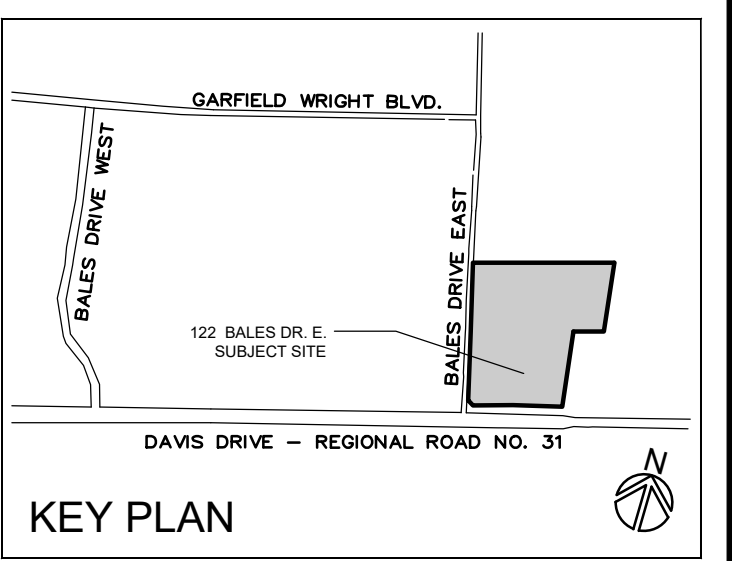 GARFIELD WRIGHT BLVD.
BALES DRIVE WEST
BALES DRIVE EAST
122 BALES DR. E.
SUBJECT SITE
DAVIS DRIVE – REGIONAL ROAD NO. 31
N
KEY PLAN